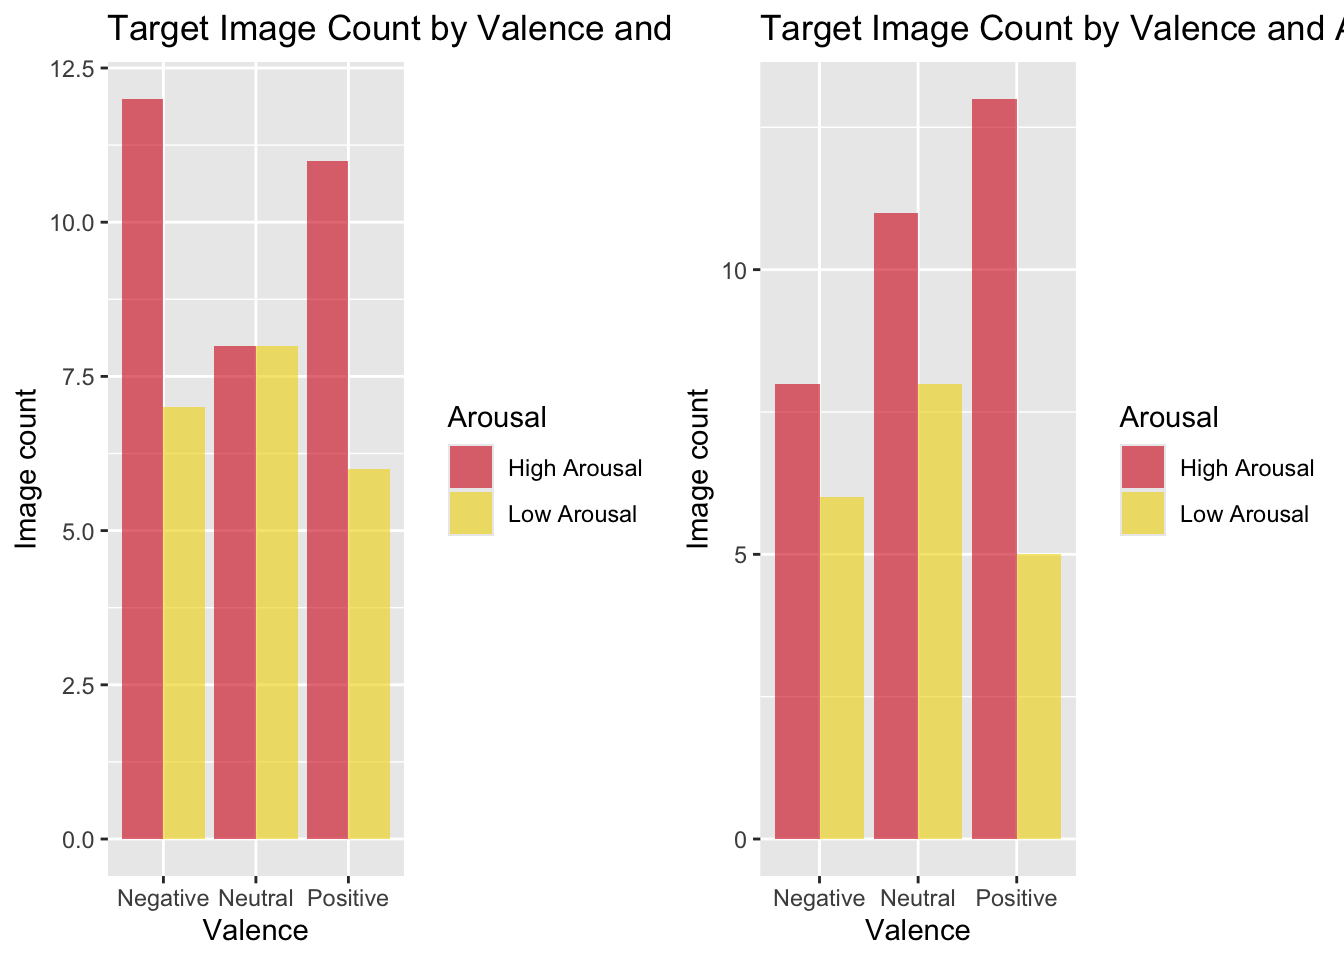 Target Image Count by Valence and
12.5
10.0
7.5
5.0
2.5
0.0
Image count
Negative Neutral Positive
Valence
Arousal
High Arousal
Low Arousal
Target Image Count by Valence and A
10
5
0
Image count
Negative Neutral Positive
Valence
Arousal
High Arousal
Low Arousal